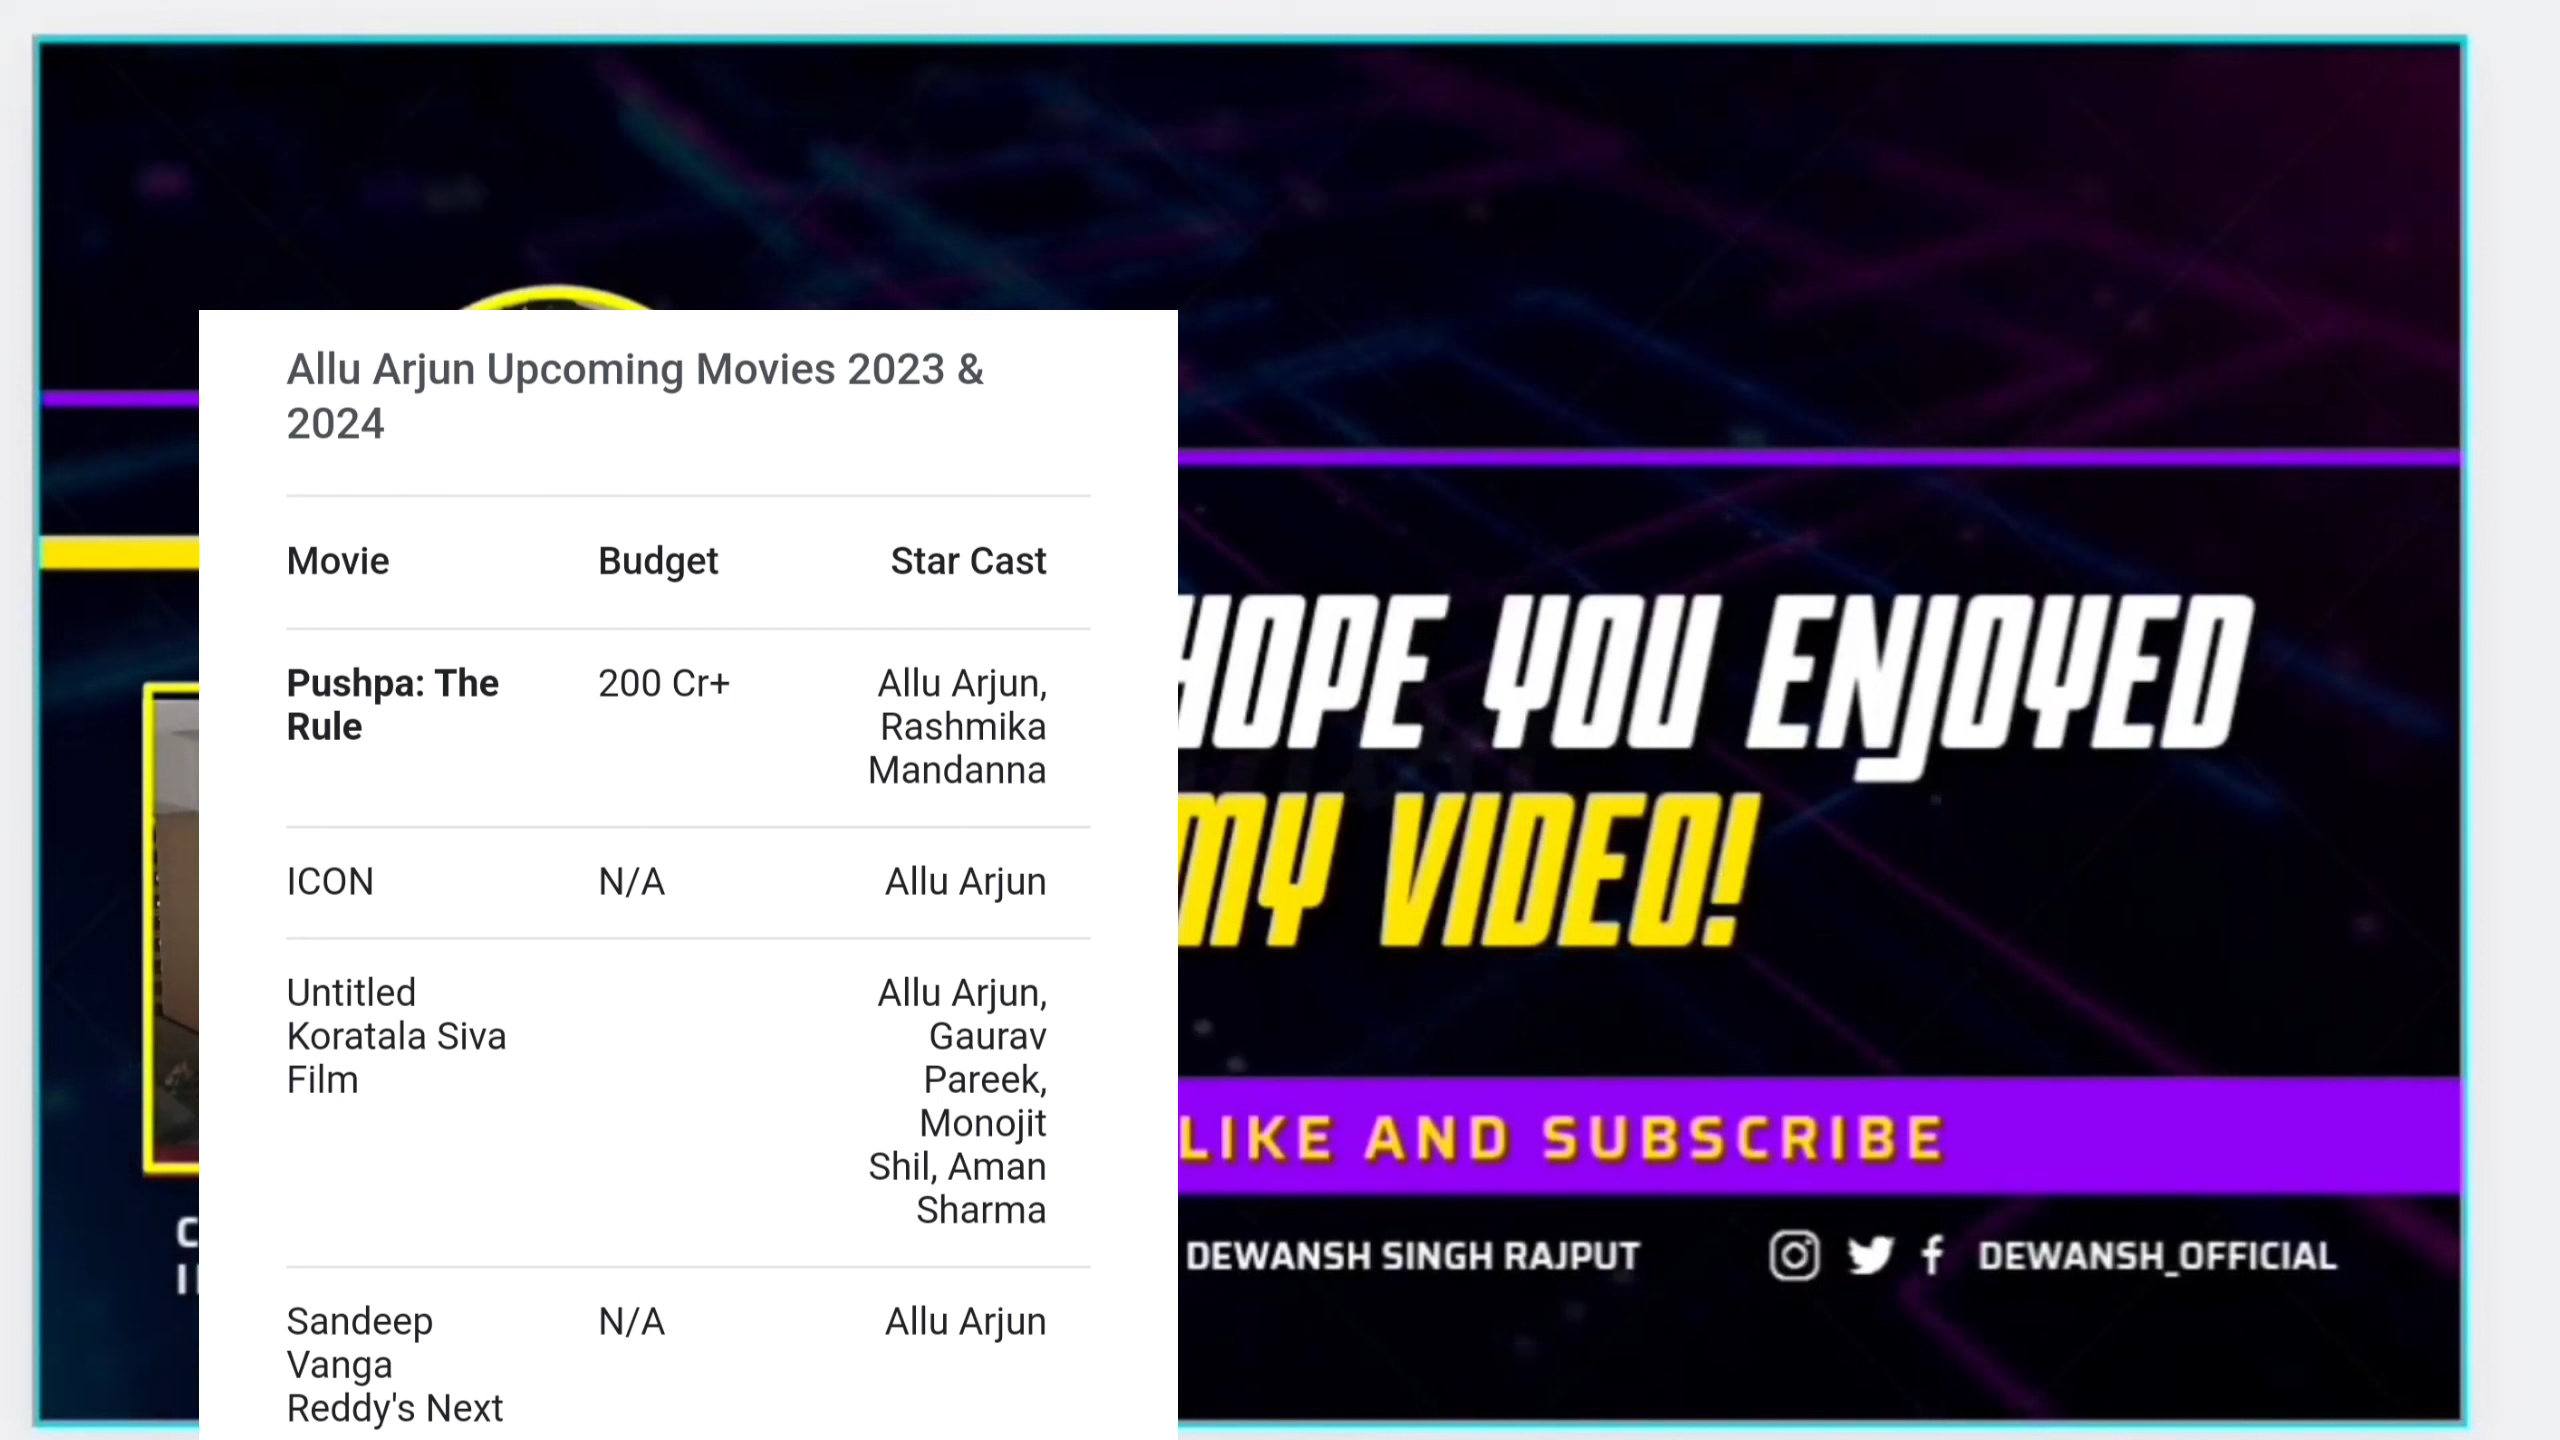 Allu Arjun Upcoming Movies 2023 &
2024
Movie Budget Star Cast
Pushpa: The 200 Cr+ Allu Arjun,
Rule Rashmika
Mandanna
ICON N/A Allu Arjun
Untitled Allu Arjun,
Koratala Siva Gaurav
Film Pareek,
Monojit
Shil, Aman
Sharma
Sandeep N/A Allu Arjun
Vanga
Reddy's Next
HOPE YOU ENJOYED
MY VIDEO!
LIKE AND SUBSCRIBE
DEWANSH SINGH RAJPUT
DEWANSH_OFFICIAL